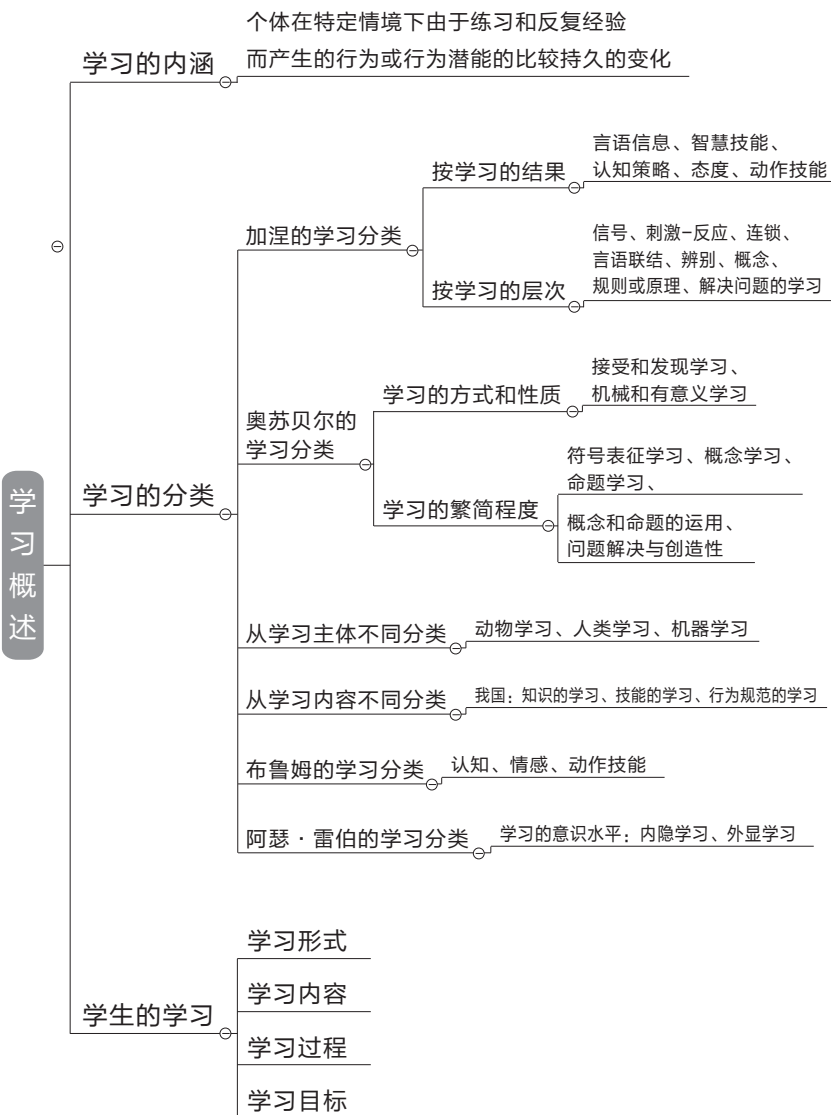 学习概述
学习的内涵
个体在特定情境下由于练习和反复经验
而产生的行为或行为潜能的比较持久的变化
学习的分类
加涅的学习分类
按学习的结果
言语信息、智慧技能、
认知策略、态度、动作技能
按学习的层次
信号、刺激-反应、连锁、
言语联结、辨别、概念、
规则或原理、解决问题的学习
奥苏贝尔的
学习分类
学习的方式和性质
接受和发现学习、
机械和有意义学习
学习的繁简程度
符号表征学习、概念学习、
命题学习、
概念和命题的运用、
问题解决与创造性
从学习主体不同分类
动物学习、人类学习、机器学习
从学习内容不同分类
我国：知识的学习、技能的学习、行为规范的学习
布鲁姆的学习分类
认知、情感、动作技能
阿瑟·雷伯的学习分类
学习的意识水平：内隐学习、外显学习
学生的学习
学习形式
学习内容
学习过程
学习目标